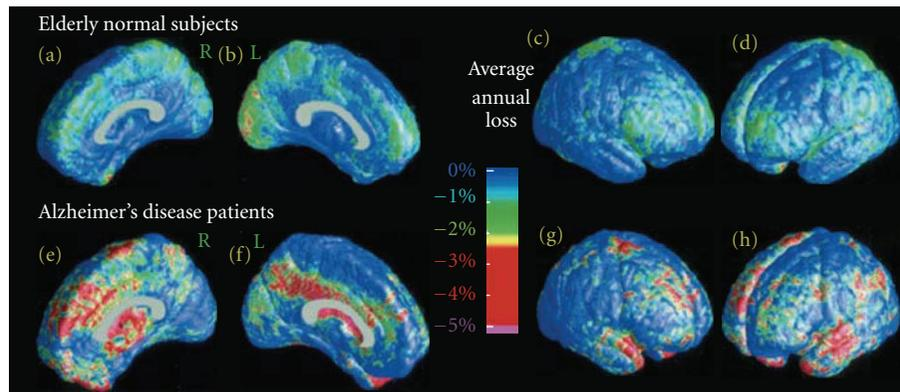 Elderly normal subjects
(a)
R
(b)
L
(c)
(d)
Average
annual
loss
0%
−1%
−2%
−3%
−4%
−5%
Alzheimer's disease patients
(e)
R
(f)
L
(g)
(h)